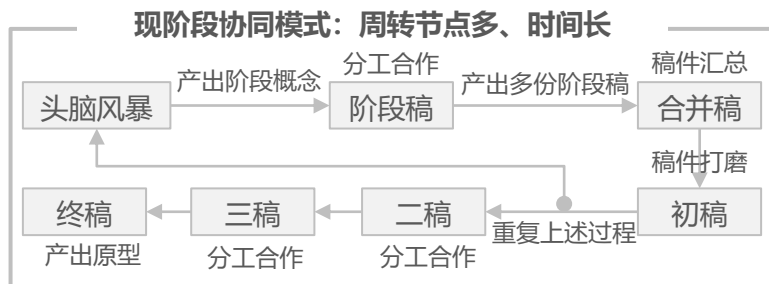 现阶段协同模式：周转节点多、时间长
分工合作
稿件汇总
产出阶段概念
产出多份阶段稿
头脑风暴
阶段稿
合并稿
稿件打磨
终稿
三稿
二稿
初稿
重复上述过程
产出原型
分工合作
分工合作